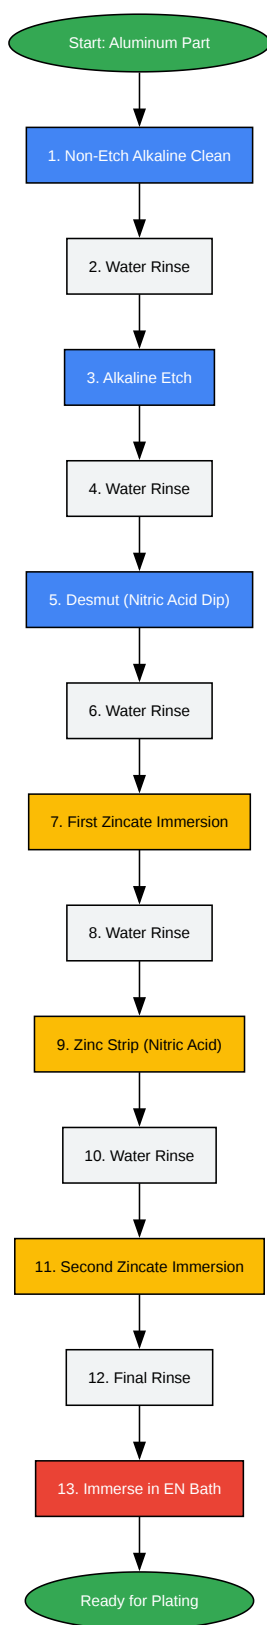 Start: Aluminum Part
1. Non-Etch Alkaline Clean
2. Water Rinse
3. Alkaline Etch
4. Water Rinse
5. Desmut (Nitric Acid Dip)
6. Water Rinse
7. First Zincate Immersion
8. Water Rinse
9. Zinc Strip (Nitric Acid)
10. Water Rinse
11. Second Zincate Immersion
12. Final Rinse
13. Immerse in EN Bath
Ready for Plating